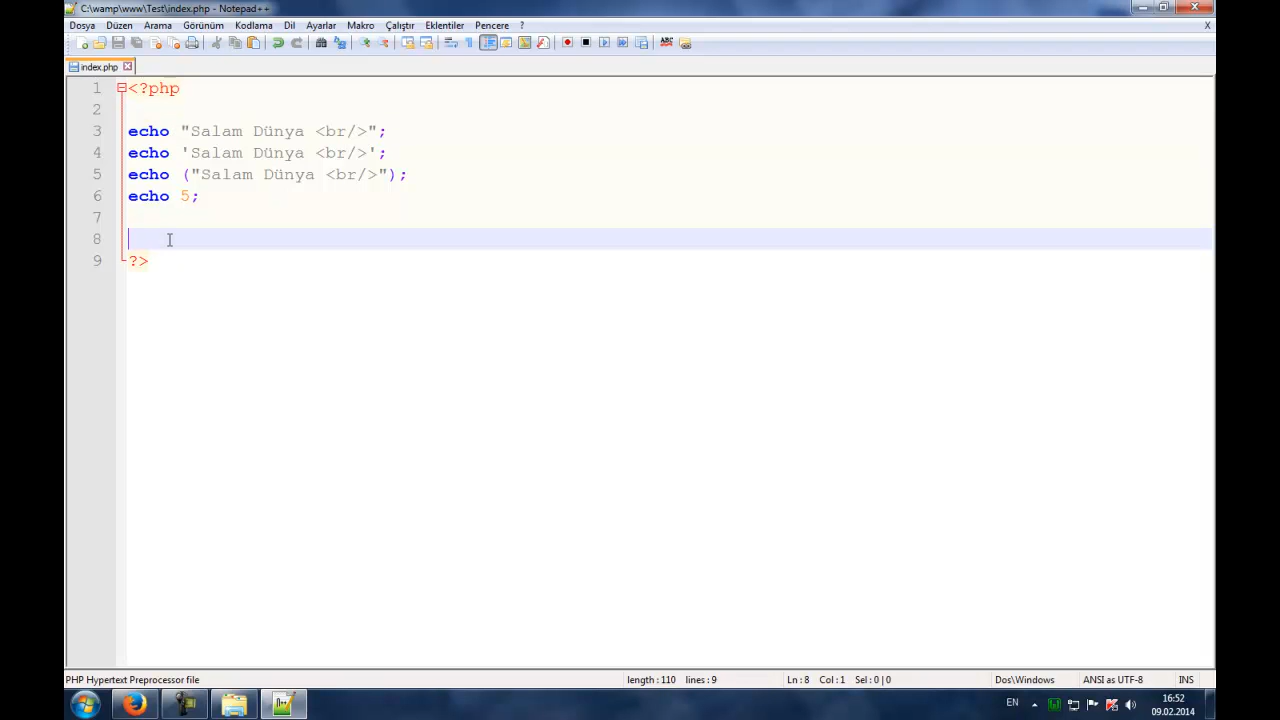 C:\wamp\www\Test\index.php - Notepad++
Dosya Düzen Arama Görünüm Kodlama Dil Ayarlar Makro Çalıştır Eklentiler Pencere ? X
index.php
1 <?php
2
3 echo "Salam Dünya <br/>";
4 echo 'Salam Dünya <br/>';
5 echo ("Salam Dünya <br/>");
6 echo 5;
7
8
9 ?>
PHP Hypertext Preprocessor file length : 110 lines : 9 Ln : 8 Col : 1 Sel : 0 | 0 Dos\Windows ANSI as UTF-8 INS
EN 16:52
09.02.2014